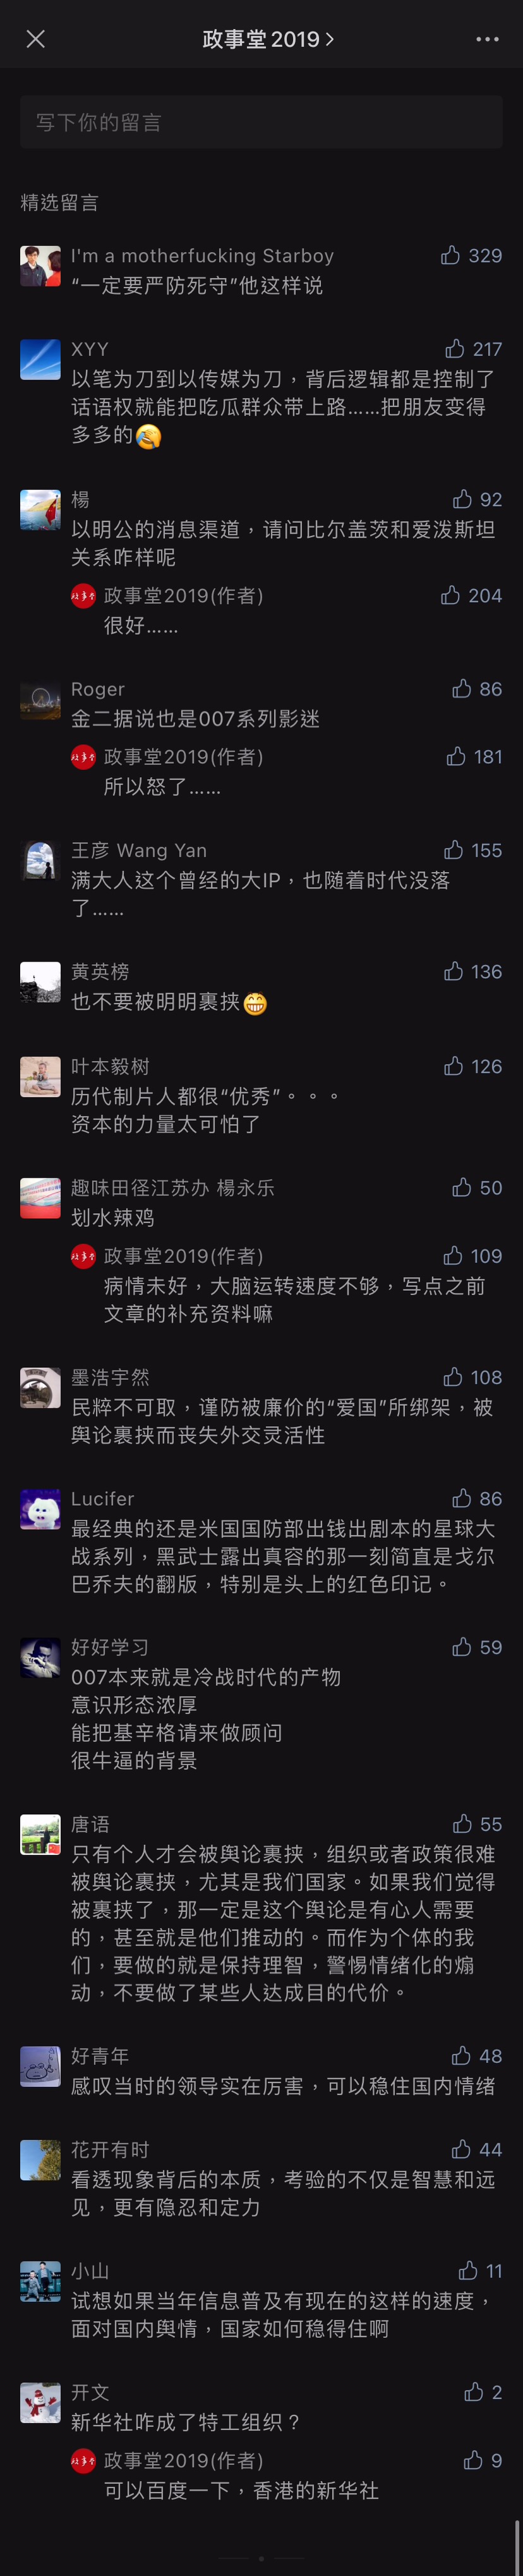 政事堂2019
写下你的留言
精选留言
I'm a motherfucking Starboy
329
“一定要严防死守”他这样说
XYY
217
以笔为刀到以传媒为刀，背后逻辑都是控制了
话语权就能把吃瓜群众带上路……把朋友变得
多多的
楊
92
以明公的消息渠道，请问比尔盖茨和爱泼斯坦
关系咋样呢
政事堂2019(作者)
204
很好……
Roger
86
金二据说也是007系列影迷
政事堂2019(作者)
181
所以怒了……
王彦 Wang Yan
155
满大人这个曾经的大IP，也随着时代没落
了……
黄英榜
136
也不要被明明裹挟
叶本毅树
126
历代制片人都很“优秀”。。。
资本的力量太可怕了
趣味田径江苏办 楊永乐
50
划水辣鸡
政事堂2019(作者)
109
病情未好，大脑运转速度不够，写点之前
文章的补充资料嘛
墨浩宇然
108
民粹不可取，谨防被廉价的“爱国”所绑架，被
舆论裹挟而丧失外交灵活性
Lucifer
86
最经典的还是米国国防部出钱出剧本的星球大
战系列，黑武士露出真容的那一刻简直是戈尔
巴乔夫的翻版，特别是头上的红色印记。
好好学习
59
007本来就是冷战时代的产物
意识形态浓厚
能把基辛格请来做顾问
很牛逼的背景
唐语
55
只有个人才会被舆论裹挟，组织或者政策很难
被舆论裹挟，尤其是我们国家。如果我们觉得
被裹挟了，那一定是这个舆论是有心人需要
的，甚至就是他们推动的。而作为个体的我
们，要做的就是保持理智，警惕情绪化的煽
动，不要做了某些人达成目的代价。
好青年
48
感叹当时的领导实在厉害，可以稳住国内情绪
花开有时
44
看透现象背后的本质，考验的不仅是智慧和远
见，更有隐忍和定力
小山
11
试想如果当年信息普及有现在的这样的速度，
面对国内舆情，国家如何稳得住啊
开文
2
新华社咋成了特工组织？
政事堂2019(作者)
9
可以百度一下，香港的新华社